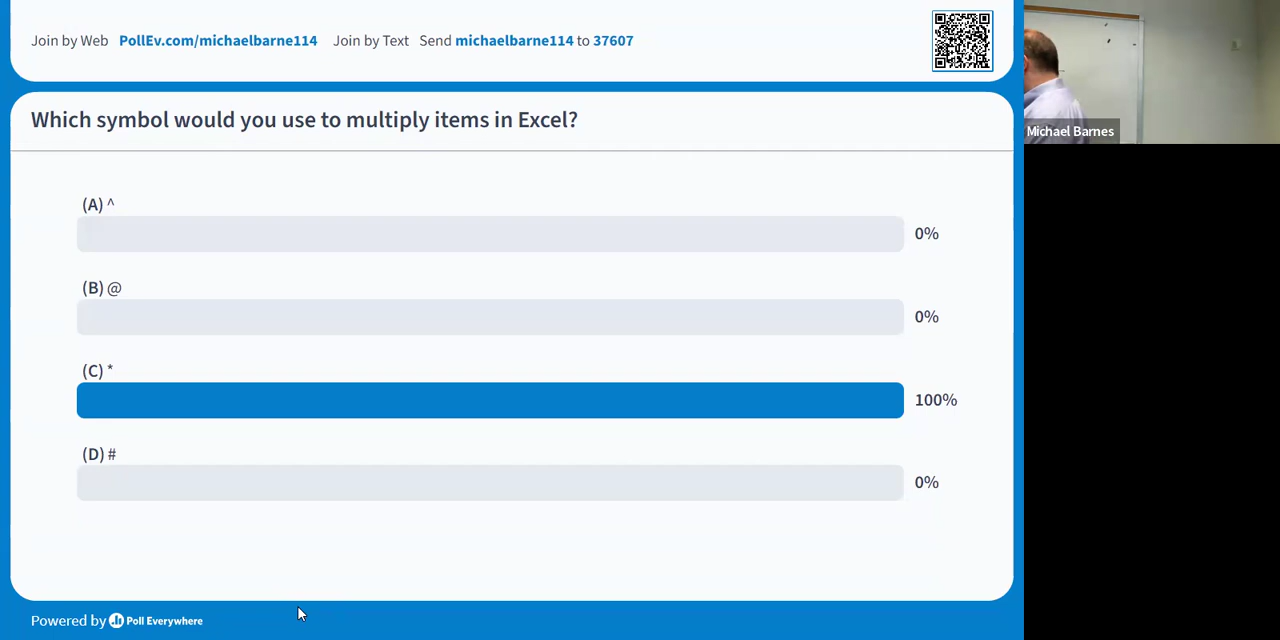 Join by Web PollEv.com/michaelbarne114 Join by Text Send michaelbarne114 to 37607
Michael Barnes
Which symbol would you use to multiply items in Excel?
(A) ^
0%
(B) @
0%
(C) *
100%
(D) #
0%
Powered by Poll Everywhere